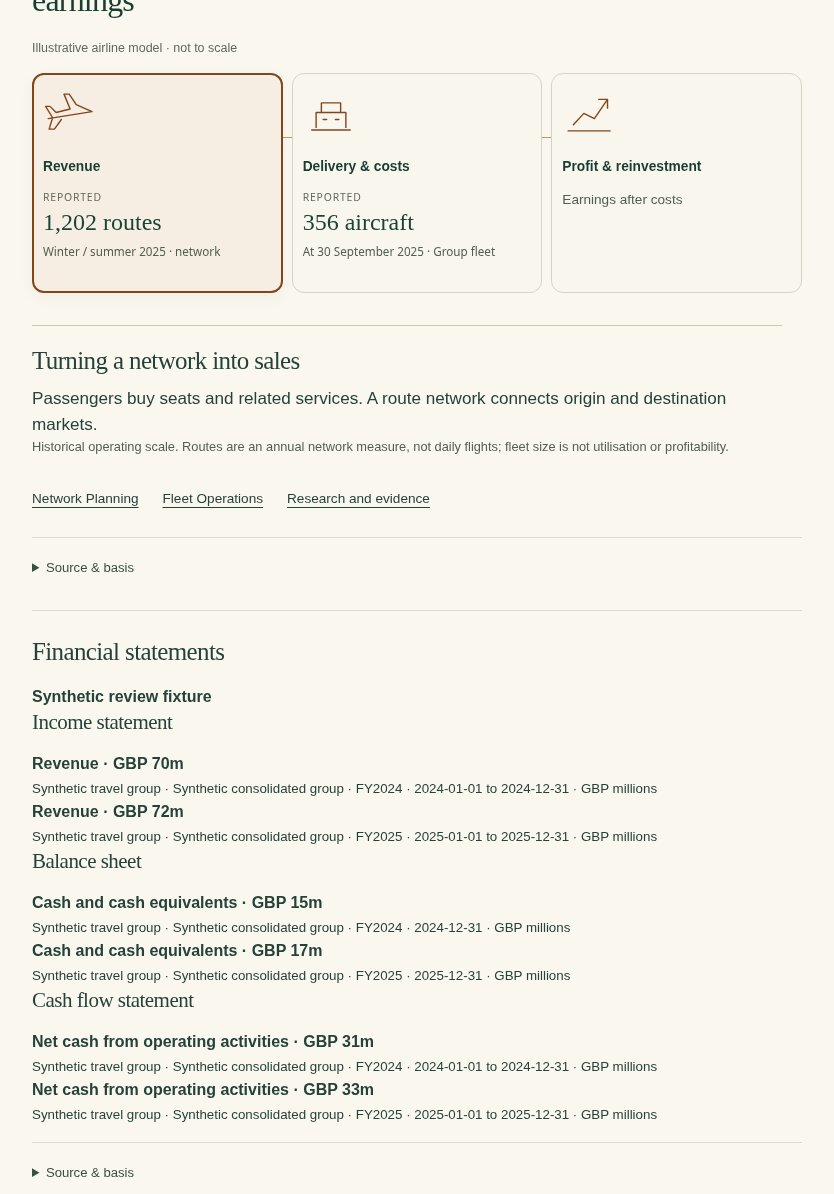 earnings
Illustrative airline model · not to scale
Revenue
REPORTED
1,202 routes
Winter / summer 2025 · network
Delivery & costs
REPORTED
356 aircraft
At 30 September 2025 · Group fleet
Profit & reinvestment
Earnings after costs
Turning a network into sales
Passengers buy seats and related services. A route network connects origin and destination
markets.
Historical operating scale. Routes are an annual network measure, not daily flights; fleet size is not utilisation or profitability.
Network Planning Fleet Operations Research and evidence
Source & basis
Financial statements
Synthetic review fixture
Income statement
Revenue · GBP 70m
Synthetic travel group · Synthetic consolidated group · FY2024 · 2024-01-01 to 2024-12-31 · GBP millions
Revenue · GBP 72m
Synthetic travel group · Synthetic consolidated group · FY2025 · 2025-01-01 to 2025-12-31 · GBP millions
Balance sheet
Cash and cash equivalents · GBP 15m
Synthetic travel group · Synthetic consolidated group · FY2024 · 2024-12-31 · GBP millions
Cash and cash equivalents · GBP 17m
Synthetic travel group · Synthetic consolidated group · FY2025 · 2025-12-31 · GBP millions
Cash flow statement
Net cash from operating activities · GBP 31m
Synthetic travel group · Synthetic consolidated group · FY2024 · 2024-01-01 to 2024-12-31 · GBP millions
Net cash from operating activities · GBP 33m
Synthetic travel group · Synthetic consolidated group · FY2025 · 2025-01-01 to 2025-12-31 · GBP millions
Source & basis